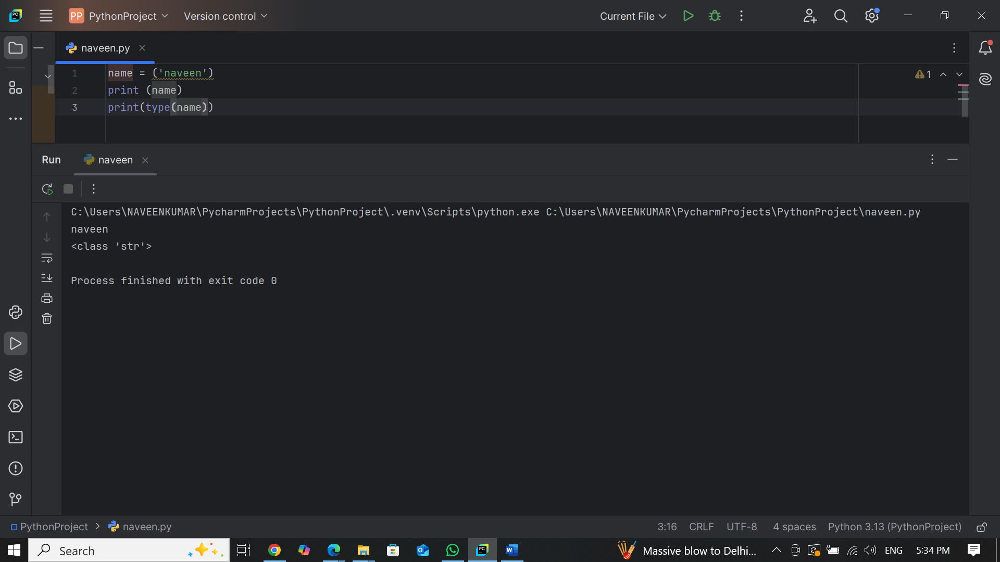 PC
PP PythonProject Version control Current File
naveen.py
1 name = ('naveen')
2 print (name)
3 print(type(name))
1
Run naveen
C:\Users\NAVEENKUMAR\PycharmProjects\PythonProject\.venv\Scripts\python.exe C:\Users\NAVEENKUMAR\PycharmProjects\PythonProject\naveen.py
naveen
<class 'str'>
Process finished with exit code 0
PythonProject > naveen.py 3:16 CRLF UTF-8 4 spaces Python 3.13 (PythonProject)
Search Massive blow to Delhi... ENG 5:34 PM